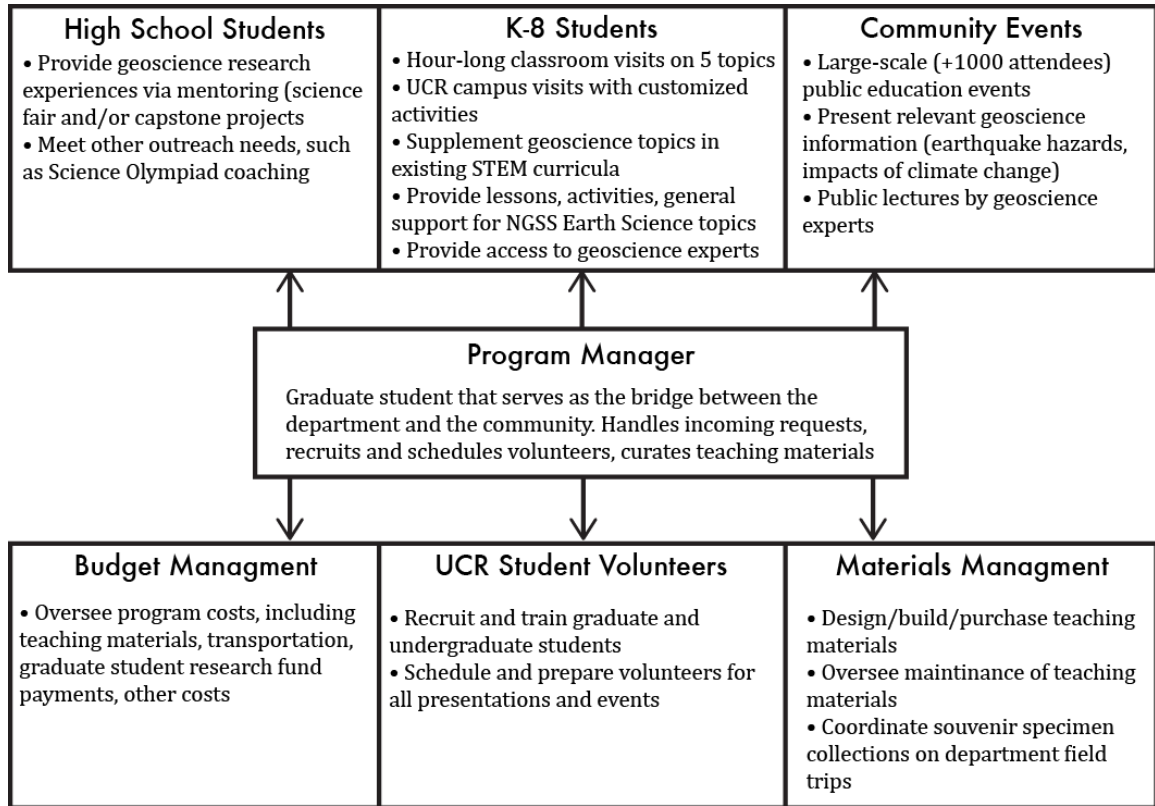 High School Students
• Provide geoscience research
experiences via mentoring (science
fair and/or capstone projects
• Meet other outreach needs, such
as Science Olympiad coaching
K-8 Students
• Hour-long classroom visits on 5 topics
• UCR campus visits with customized
activities
• Supplement geoscience topics in
existing STEM curricula
• Provide lessons, activities, general
support for NGSS Earth Science topics
• Provide access to geoscience experts
Community Events
• Large-scale (+1000 attendees)
public education events
• Present relevant geoscience
information (earthquake hazards,
impacts of climate change)
• Public lectures by geoscience
experts
Program Manager
Graduate student that serves as the bridge between the
department and the community. Handles incoming requests,
recruits and schedules volunteers, curates teaching materials
Budget Managment
• Oversee program costs, including
teaching materials, transportation,
graduate student research fund
payments, other costs
UCR Student Volunteers
• Recruit and train graduate and
undergraduate students
• Schedule and prepare volunteers for
all presentations and events
Materials Managment
• Design/build/purchase teaching
materials
• Oversee maintinance of teaching
materials
• Coordinate souvenir specimen
collections on department field
trips